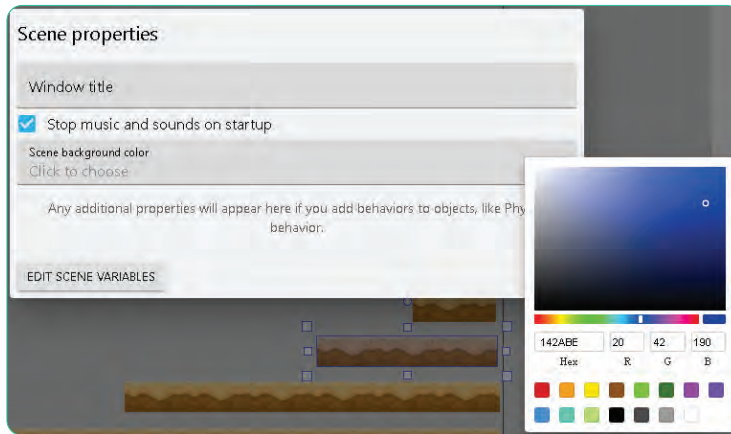 Scene properties
Window title
Stop music and sounds on startup
Scene background color
Click to choose
Any additional properties will appear here if you add behaviors to objects, like
behavior.
EDIT SCENE VARIABLES
142ABE 20 42 190
Hex R G B